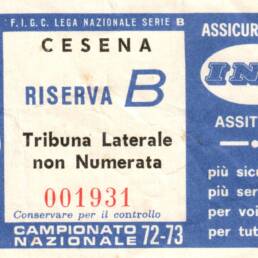 F.I.G.C. LEGA NAZIONALE SERIE B
CESENA
RISERVA B
Tribuna Laterale
non Numerata
001931
Conservare per il controllo
CAMPIONATO
NAZIONALE 72-73
ASSICUR
IN
ASSIT
più sicu
più ser
per voi
per tut